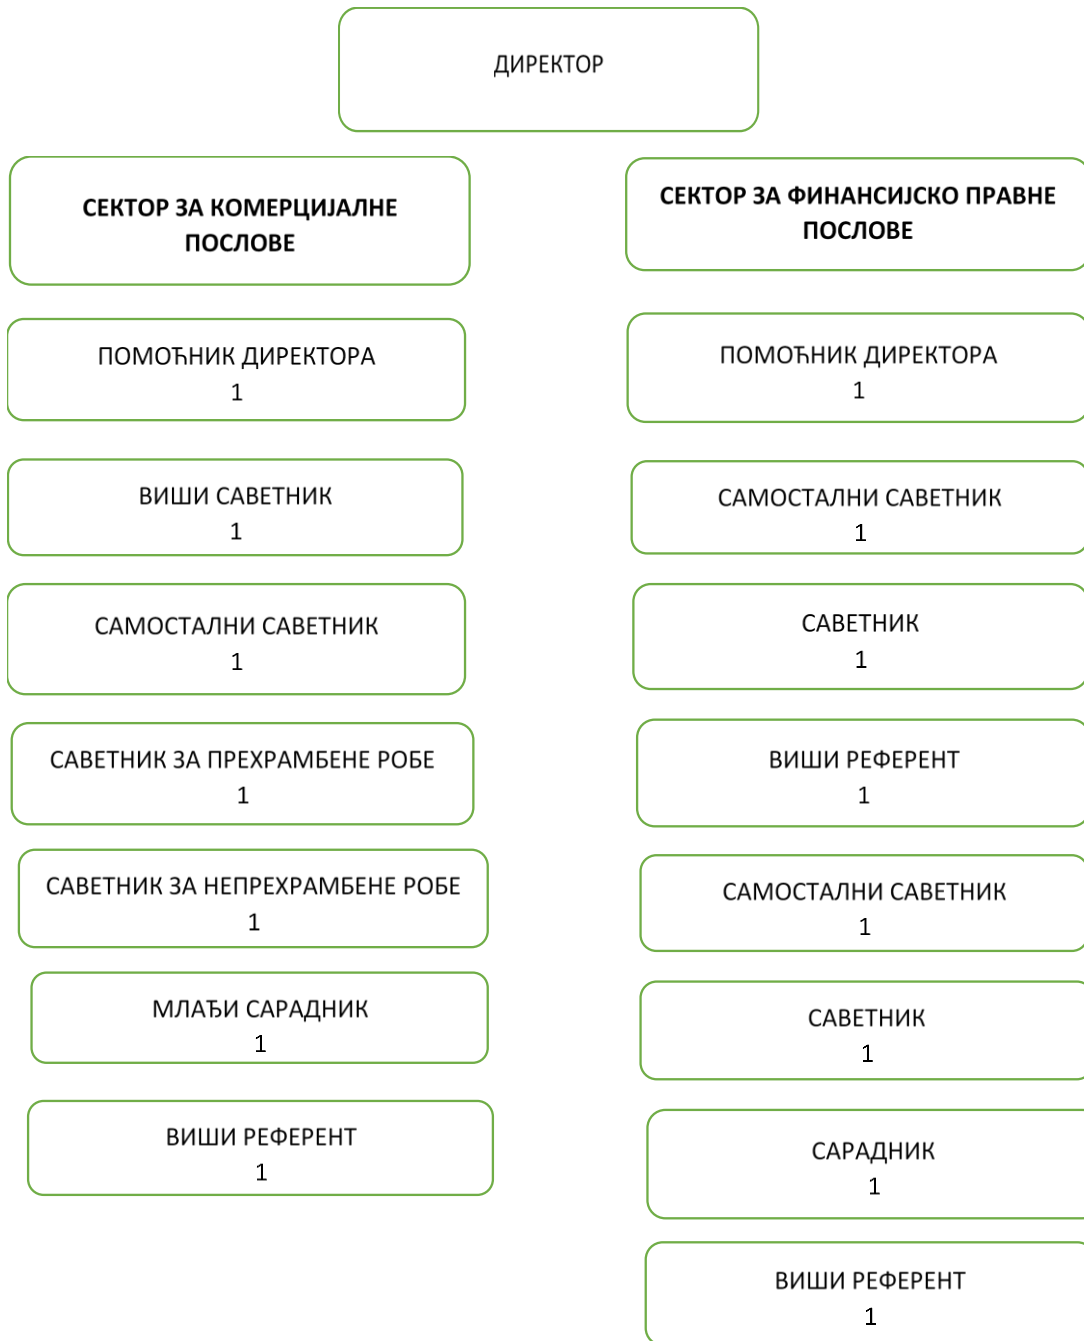 ДИРЕКТОР
СЕКТОР ЗА КОМЕРЦИЈАЛНЕ
ПОСЛОВЕ
ПОМОЋНИК ДИРЕКТОРА
1
ВИШИ САВЕТНИК
1
САМОСТАЛНИ САВЕТНИК
1
САВЕТНИК ЗА ПРЕХРАМБЕНЕ РОБЕ
1
САВЕТНИК ЗА НЕПРЕХРАМБЕНЕ РОБЕ
1
МЛАЂИ САРАДНИК
1
ВИШИ РЕФЕРЕНТ
1
СЕКТОР ЗА ФИНАНСИЈСКО ПРАВНЕ
ПОСЛОВЕ
ПОМОЋНИК ДИРЕКТОРА
1
САМОСТАЛНИ САВЕТНИК
1
САВЕТНИК
1
ВИШИ РЕФЕРЕНТ
1
САМОСТАЛНИ САВЕТНИК
1
САВЕТНИК
1
САРАДНИК
1
ВИШИ РЕФЕРЕНТ
1